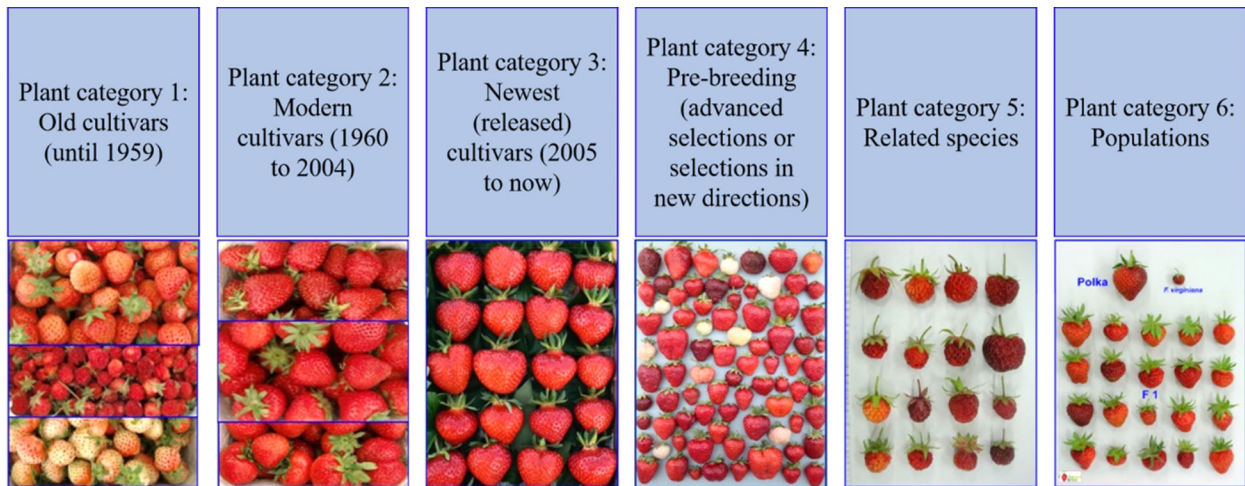 Plant category 1:
Old cultivars
(until 1959)
Plant category 2:
Modern
cultivars (1960
to 2004)
Plant category 3:
Newest
(released)
cultivars (2005
to now)
Plant category 4:
Pre-breeding
(advanced
selections or
selections in
new directions)
Plant category 5:
Related species
Plant category 6:
Populations
Polka
F. virginiana
F 1